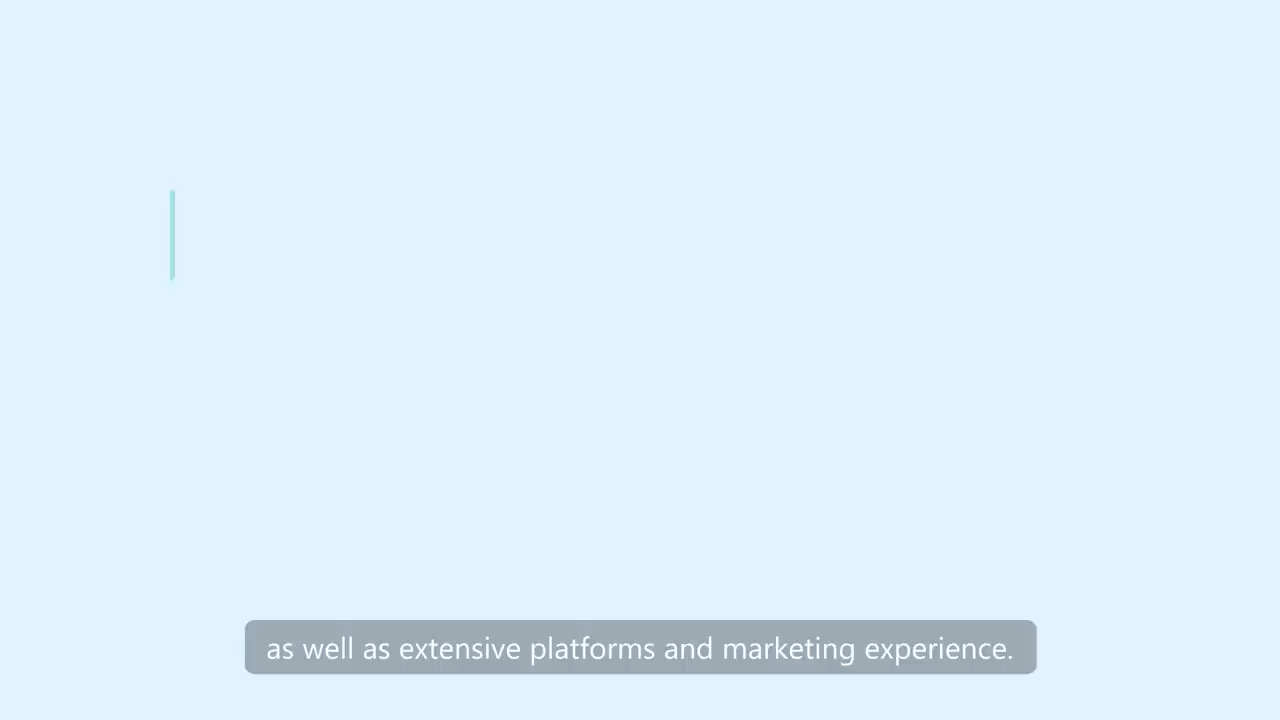 as well as extensive platforms and marketing experience.